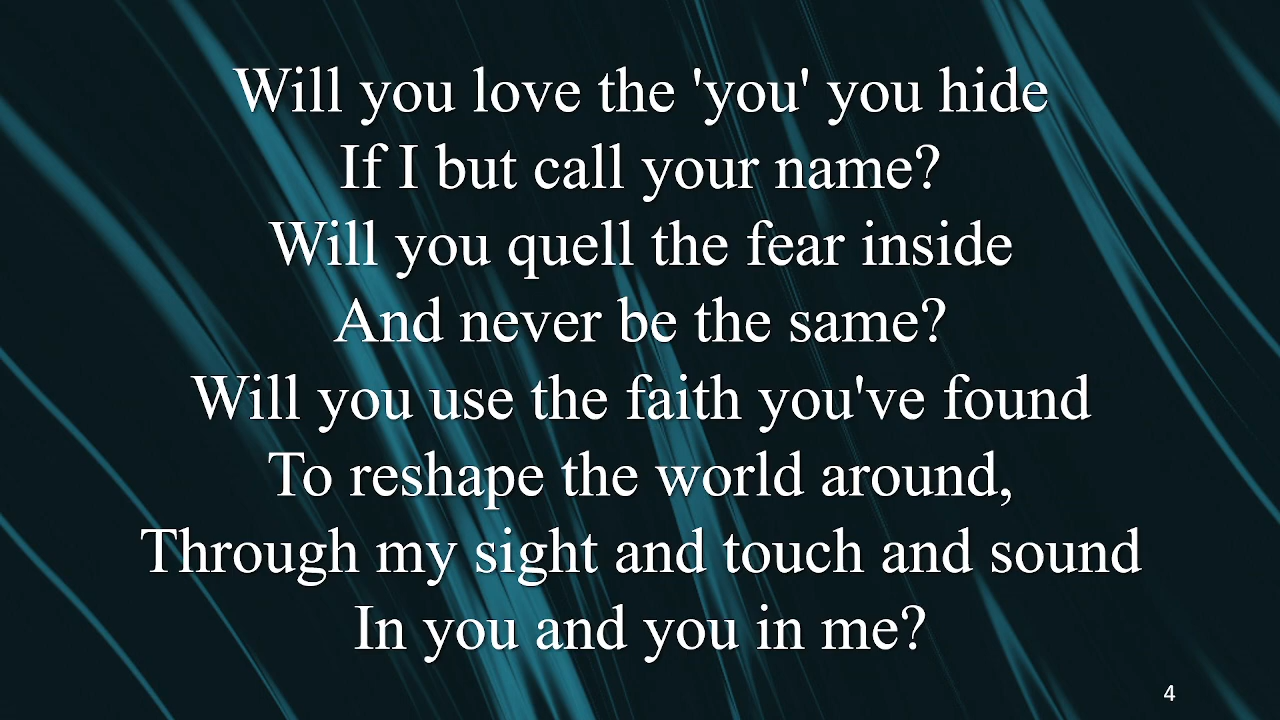 Will you love the 'you' you hide
If I but call your name?
Will you quell the fear inside
And never be the same?
Will you use the faith you've found
To reshape the world around,
Through my sight and touch and sound
In you and you in me?
4